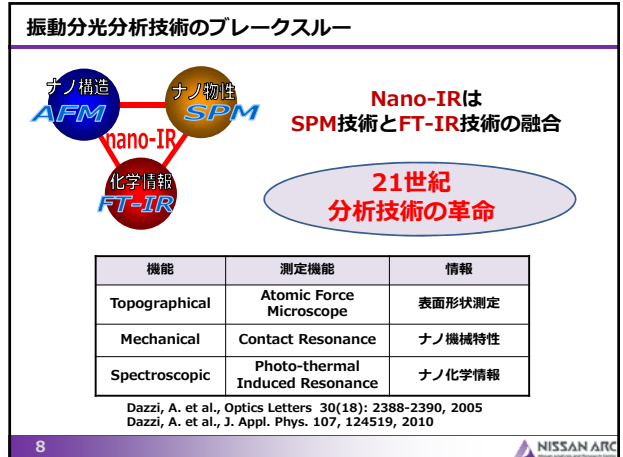 振動分光分析技術のブレークスルー
ナノ構造
AFM
ナノ物性
SPM
nano-IR
化学情報
FT-IR
Nano-IRは
SPM技術とFT-IR技術の融合
21世紀
分析技術の革命
機能 測定機能 情報
Topographical Atomic Force Microscope 表面形状測定
Mechanical Contact Resonance ナノ機械特性
Spectroscopic Photo-thermal Induced Resonance ナノ化学情報
Dazzi, A. et al., Optics Letters 30(18): 2388-2390, 2005
Dazzi, A. et al., J. Appl. Phys. 107, 124519, 2010
8
NISSAN ARC